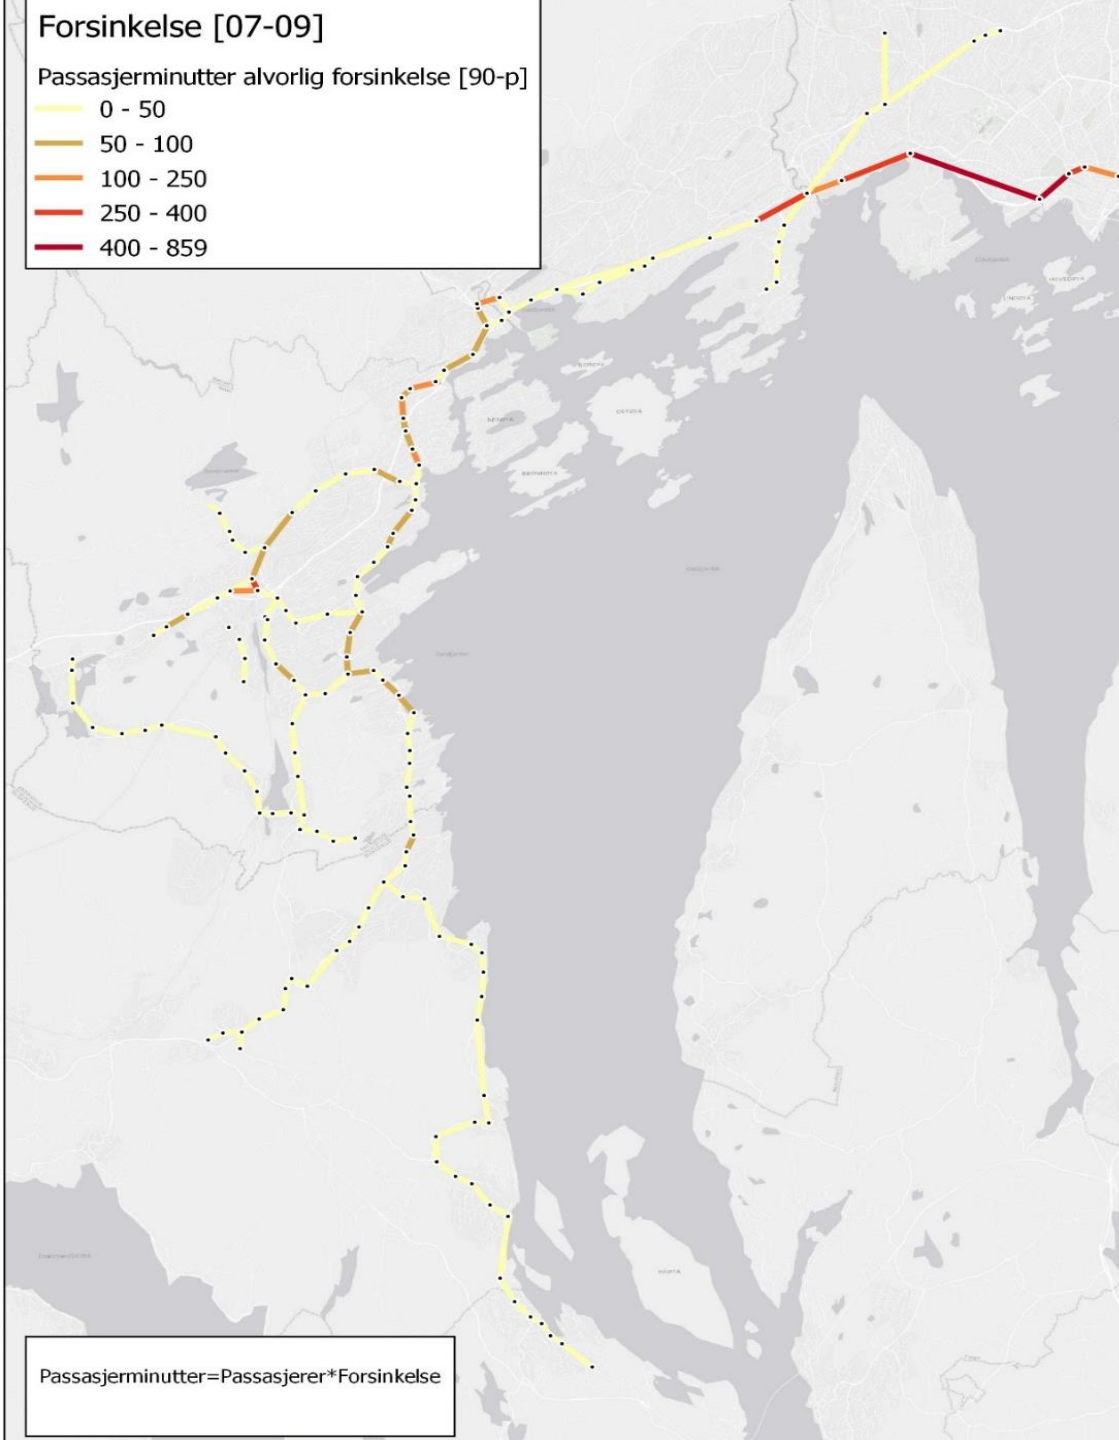 Forsinkelse [07-09]
Passasjerminutter alvorlig forsinkelse [90-p]
0 - 50
50 - 100
100 - 250
250 - 400
400 - 859
Passasjerminutter=Passasjerer*Forsinkelse